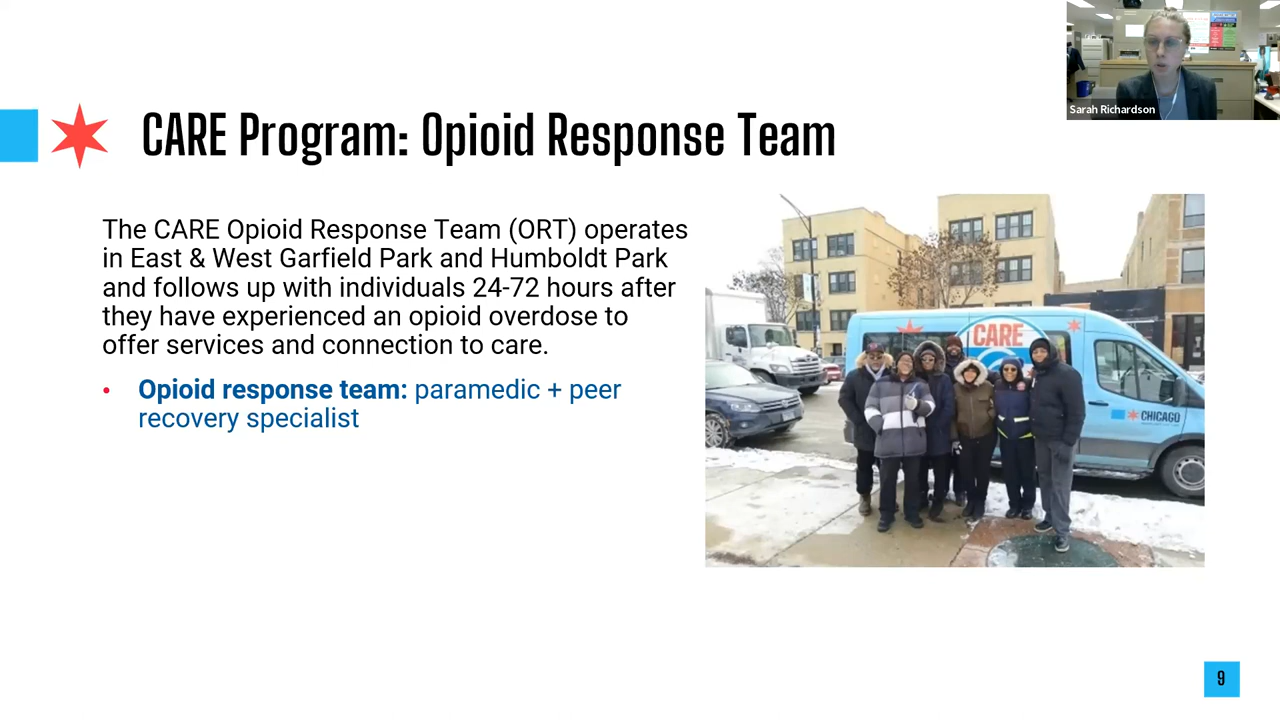 Sarah Richardson
CARE Program: Opioid Response Team
The CARE Opioid Response Team (ORT) operates
in East & West Garfield Park and Humboldt Park
and follows up with individuals 24-72 hours after
they have experienced an opioid overdose to
offer services and connection to care.
• Opioid response team: paramedic + peer
recovery specialist
CARE
CHICAGO
9